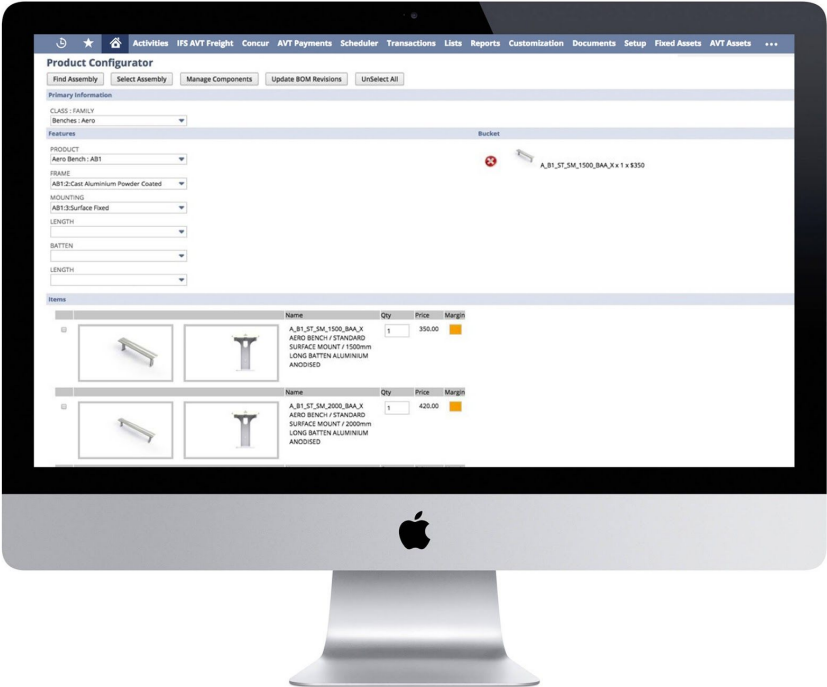 Activities IFS AVT Freight Concur AVT Payments Scheduler Transactions Lists Reports Customization Documents Setup Fixed Assets AVT Assets •••
Product Configurator
Find Assembly Select Assembly Manage Components Update BOM Revisions UnSelect All
Primary Information
CLASS : FAMILY
Benches : Aero
Features Bucket
PRODUCT
Aero Bench : AB1
A_B1_ST_SM_1500_BAA_X x 1 x $350
FRAME
AB1:2:Cast Aluminium Powder Coated
MOUNTING
AB1:3:Surface Fixed
LENGTH
BATTEN
LENGTH
Items
Name Qty Price Margin
A_B1_ST_SM_1500_BAA_X 1 350.00
AERO BENCH / STANDARD
SURFACE MOUNT / 1500mm
LONG BATTEN ALUMINIUM
ANODISED
Name Qty Price Margin
A_B1_ST_SM_2000_BAA_X 1 420.00
AERO BENCH / STANDARD
SURFACE MOUNT / 2000mm
LONG BATTEN ALUMINIUM
ANODISED